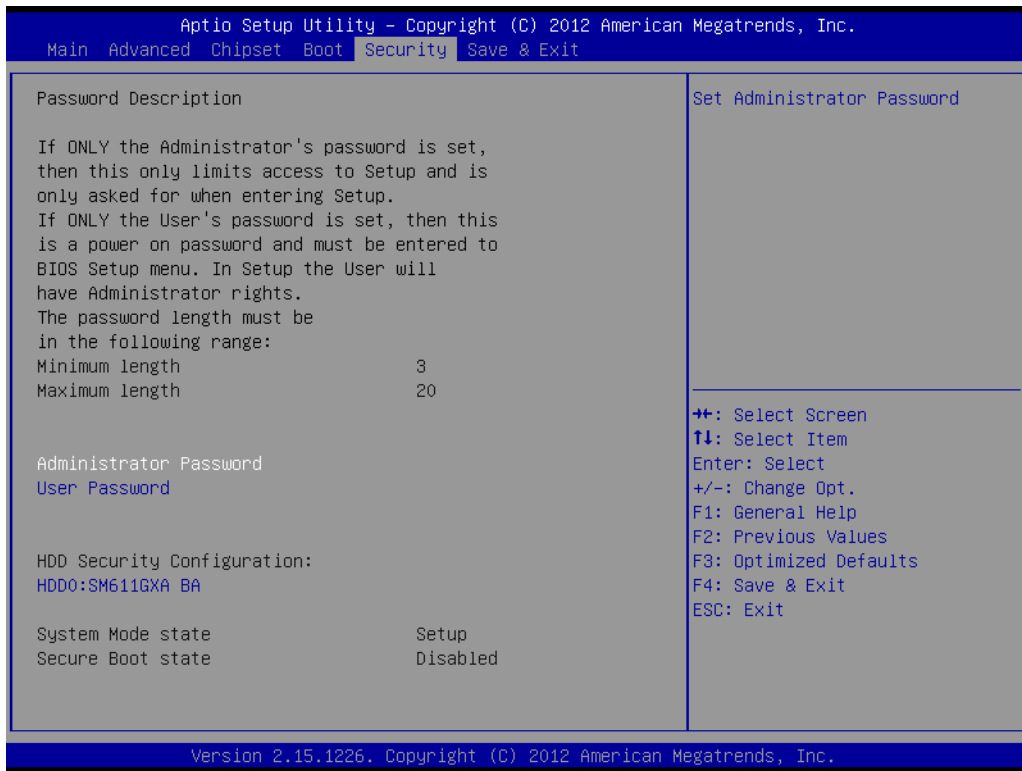 Aptio Setup Utility – Copyright (C) 2012 American Megatrends, Inc.
Main Advanced Chipset Boot Security Save & Exit
Password Description
If ONLY the Administrator's password is set,
then this only limits access to Setup and is
only asked for when entering Setup.
If ONLY the User's password is set, then this
is a power on password and must be entered to
BIOS Setup menu. In Setup the User will
have Administrator rights.
The password length must be
in the following range:
Minimum length 3
Maximum length 20
Administrator Password
User Password
HDD Security Configuration:
HDD0:SM611GXA BA
System Mode state Setup
Secure Boot state Disabled
Set Administrator Password
→←: Select Screen
↑↓: Select Item
Enter: Select
+/-: Change Opt.
F1: General Help
F2: Previous Values
F3: Optimized Defaults
F4: Save & Exit
ESC: Exit
Version 2.15.1226. Copyright (C) 2012 American Megatrends, Inc.